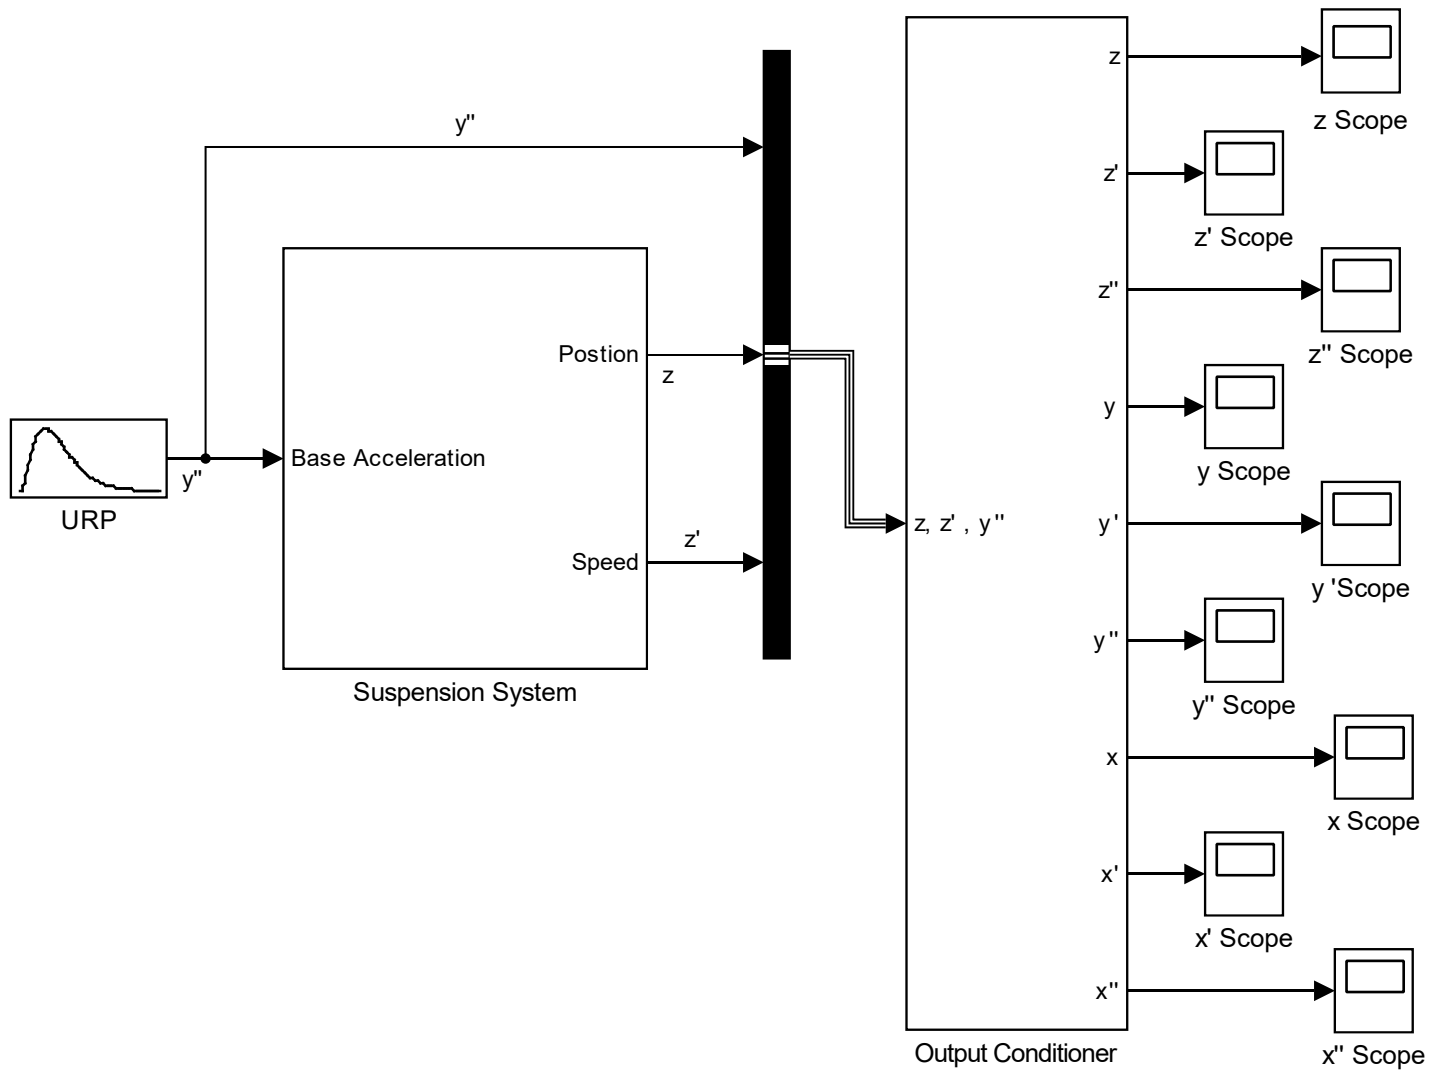 z
z Scope
y"
z'
z' Scope
z"
z" Scope
Postion
z
y
y Scope
Base Acceleration
y"
URP
z, z' , y "
y '
y 'Scope
z'
Speed
y "
y" Scope
Suspension System
x
x Scope
x'
x' Scope
x"
x" Scope
Output Conditioner